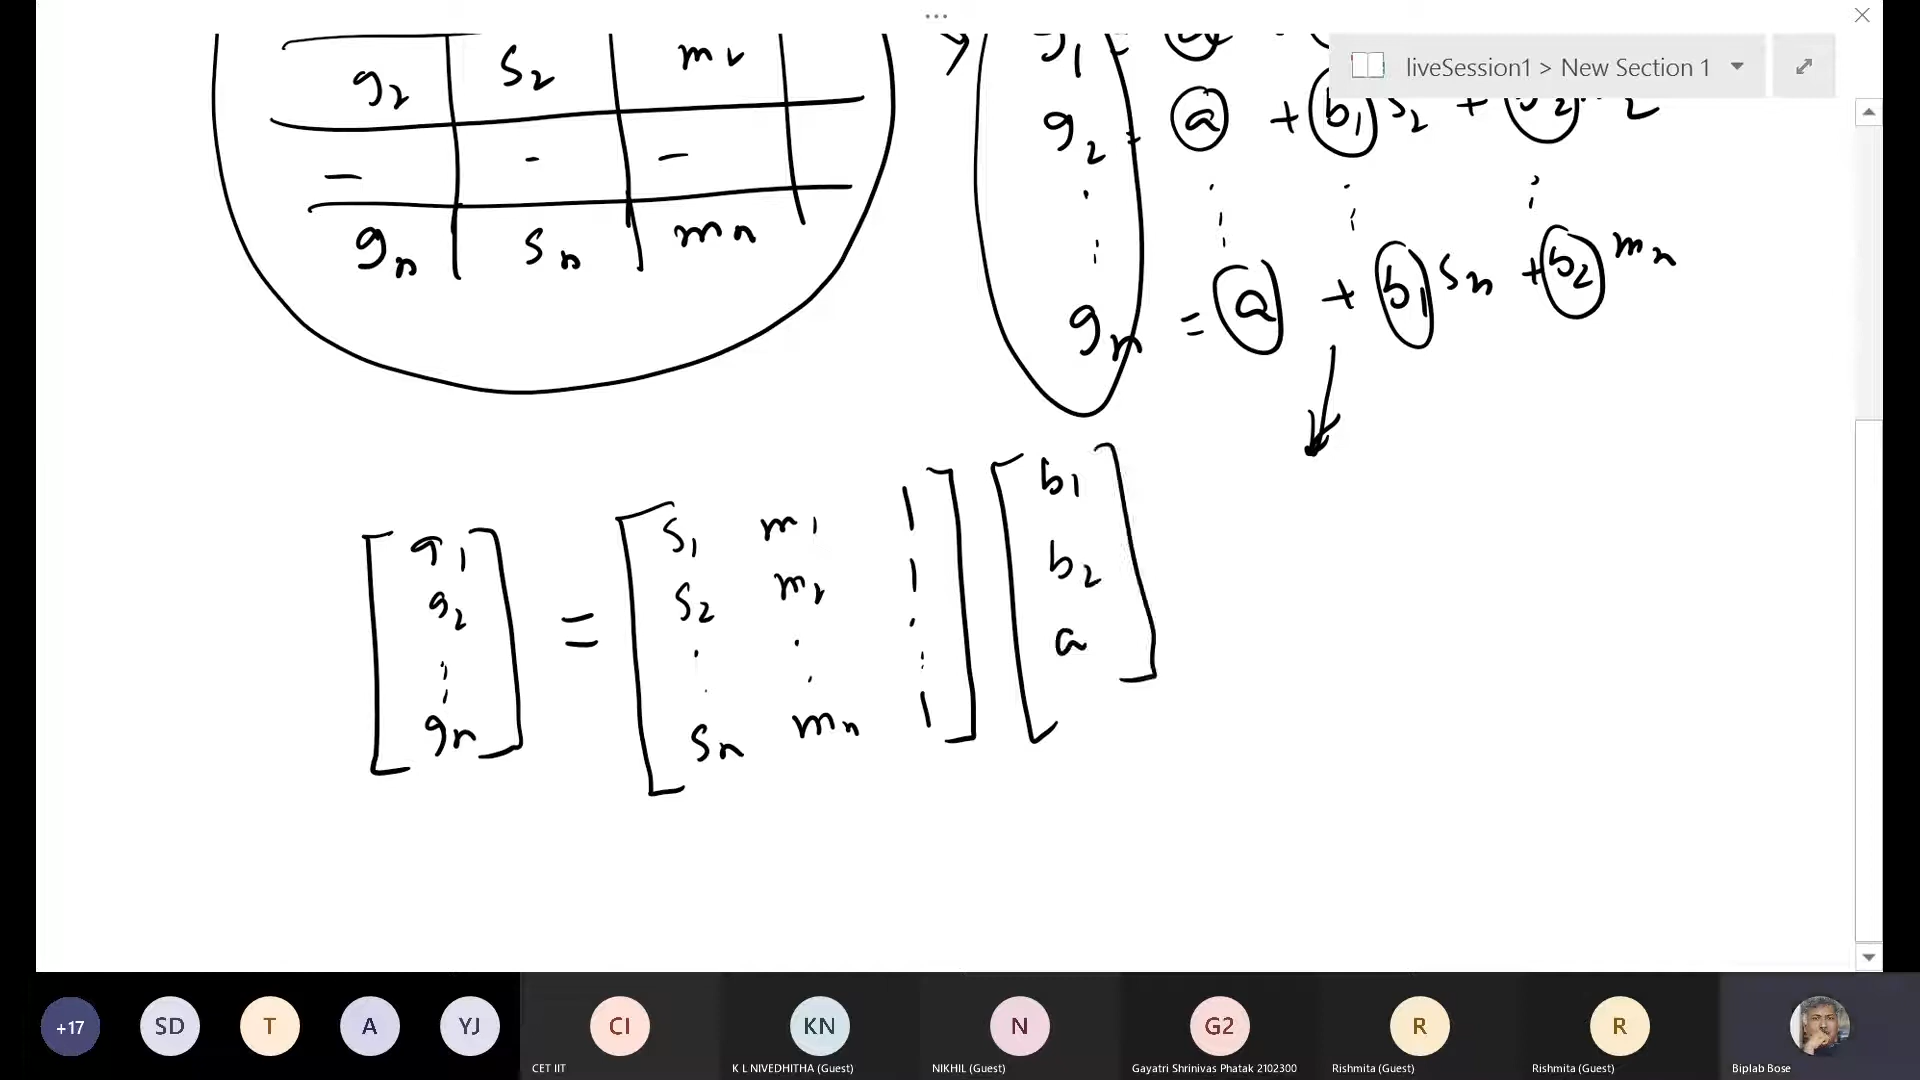 liveSession1 > New Section 1
g2 s2 m2
- - -
gn sn mn
g2 = a + b1 s2 +
gn = a + b1 sn + b2 mn
[ g1 g2 ⋮ gn ] = [ s1 m1 1 s2 m2 1 ⋮ ⋮ ⋮ sn mn 1 ] [ b1 b2 a ]
+17 SD T A YJ CI KN N G2 R R
CET IIT K L NIVEDHITHA (Guest) NIKHIL (Guest) Gayatri Shrinivas Phatak 2102300 Rishmita (Guest) Rishmita (Guest) Biplab Bose